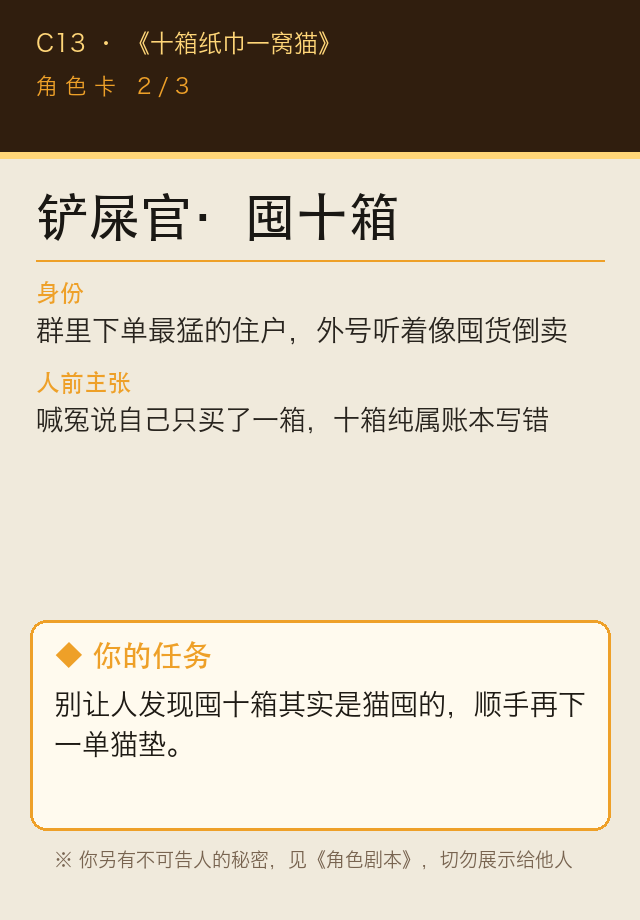 C13 · 《十箱纸巾一窝猫》
角色卡 2/3
铲屎官· 囤十箱
身份
群里下单最猛的住户，外号听着像囤货倒卖
人前主张
喊冤说自己只买了一箱，十箱纯属账本写错
◆ 你的任务
别让人发现囤十箱其实是猫囤的，顺手再下
一单猫垫。
※ 你另有不可告人的秘密，见《角色剧本》，切勿展示给他人